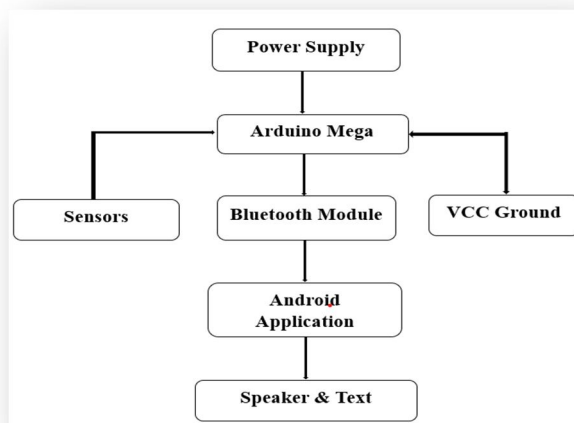 Power Supply
Arduino Mega
Sensors
Bluetooth Module
VCC Ground
Android
Application
Speaker & Text